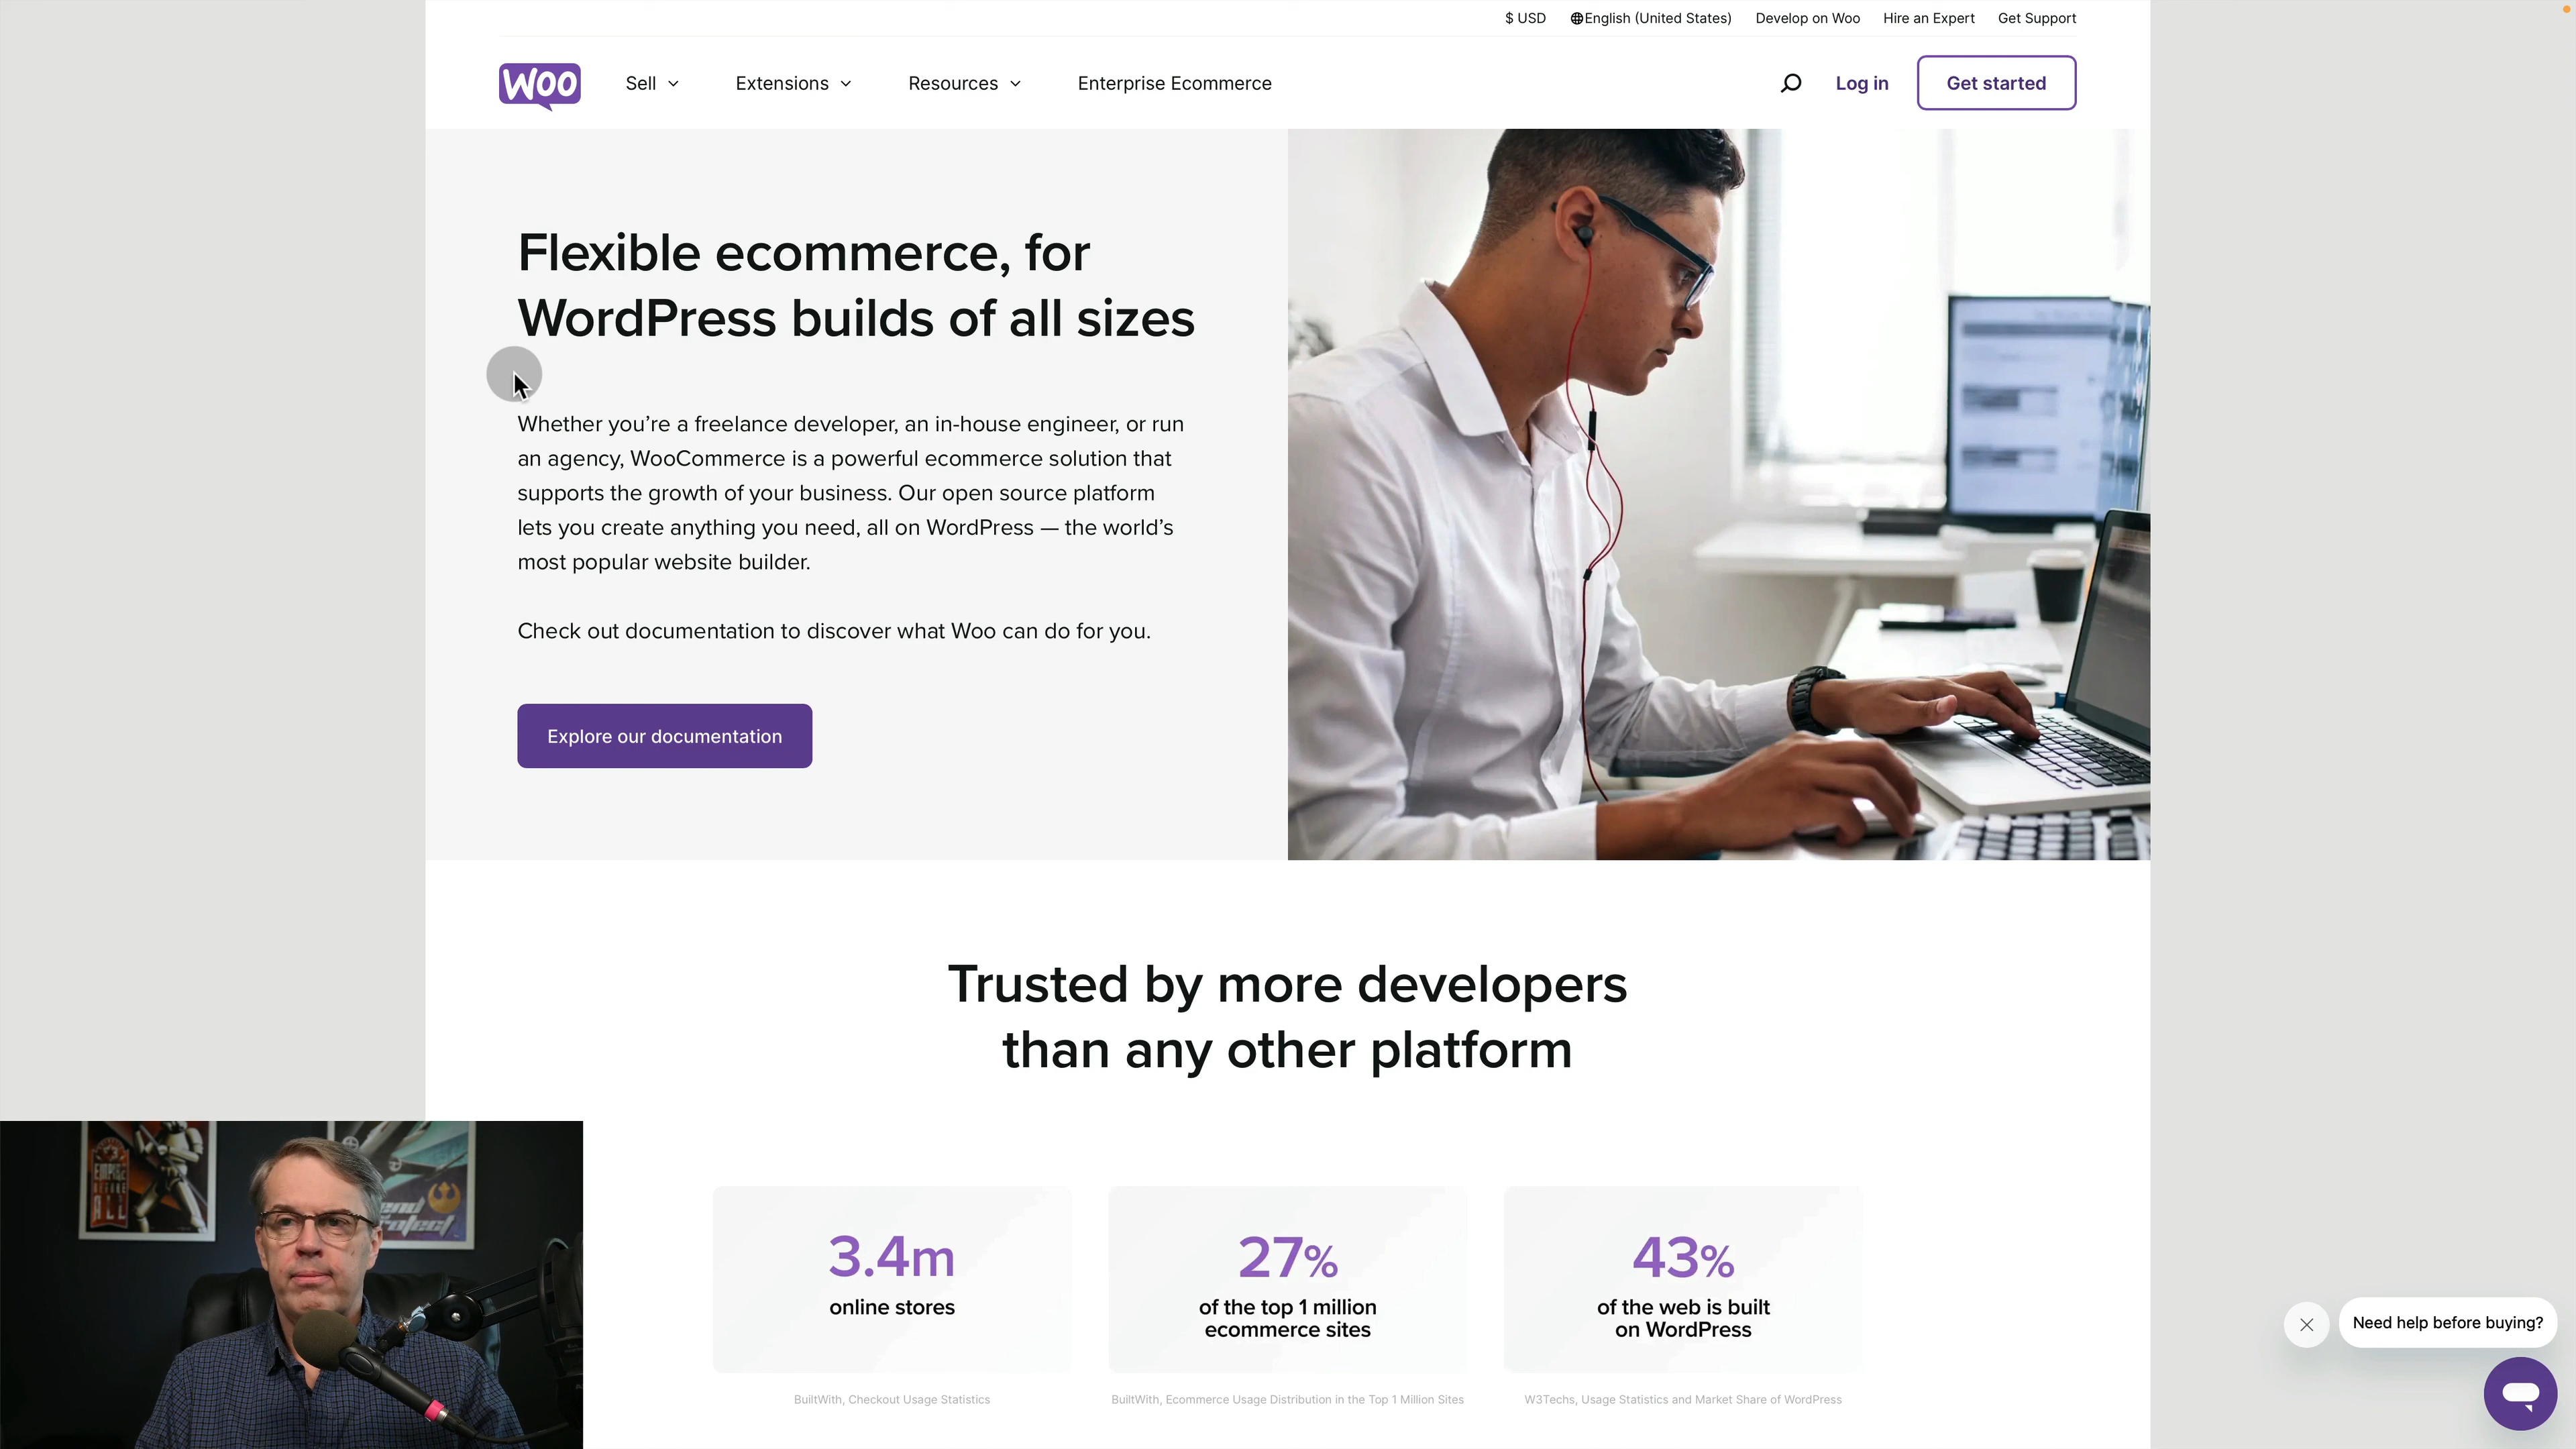 $ USD
English (United States)
Develop on Woo
Hire an Expert
Get Support
WOO
Sell
Extensions
Resources
Enterprise Ecommerce
Log in
Get started
Flexible ecommerce, for
WordPress builds of all sizes
Whether you’re a freelance developer, an in-house engineer, or run
an agency, WooCommerce is a powerful ecommerce solution that
supports the growth of your business. Our open source platform
lets you create anything you need, all on WordPress — the world’s
most popular website builder.
Check out documentation to discover what Woo can do for you.
Explore our documentation
Trusted by more developers
than any other platform
3.4m
online stores
BuiltWith, Checkout Usage Statistics
27%
of the top 1 million
ecommerce sites
BuiltWith, Ecommerce Usage Distribution in the Top 1 Million Sites
43%
of the web is built
on WordPress
W3Techs, Usage Statistics and Market Share of WordPress
Need help before buying?
EMPIRE
ALL